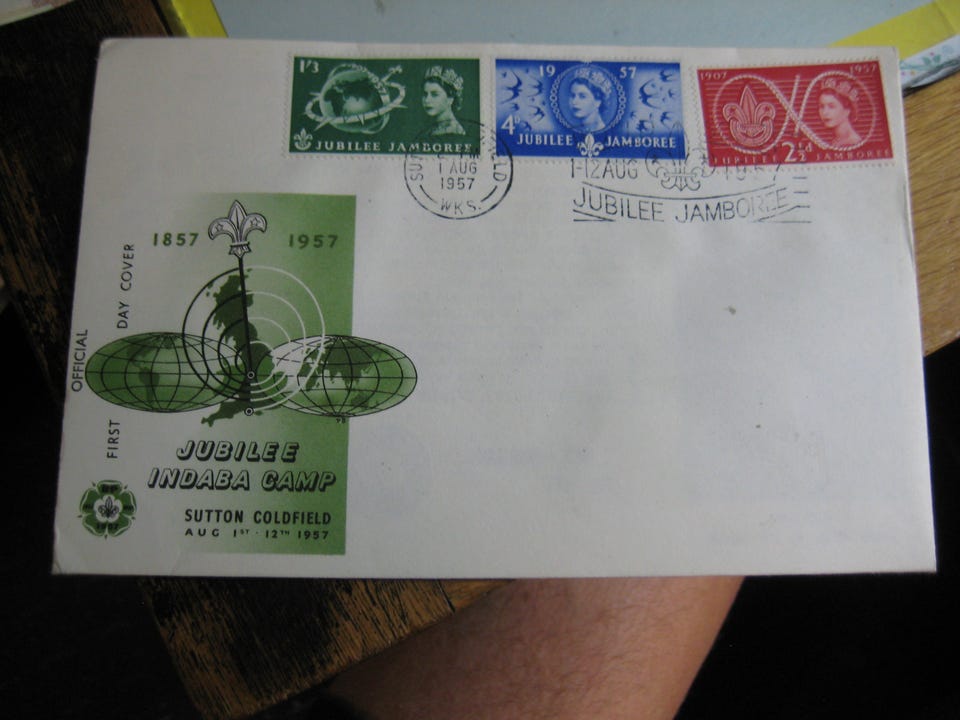 1'3
JUBILEE JAMBOREE
19 57
4D
JUBILEE JAMBOREE
1907 1957
2½d
JUBILEE JAMBOREE
1 AUG
1957
WKS.
1-12 AUG 1957
JUBILEE JAMBOREE
1857 1957
OFFICIAL
FIRST DAY COVER
JUBILEE
INDABA CAMP
SUTTON COLDFIELD
AUG 1ST · 12TH 1957